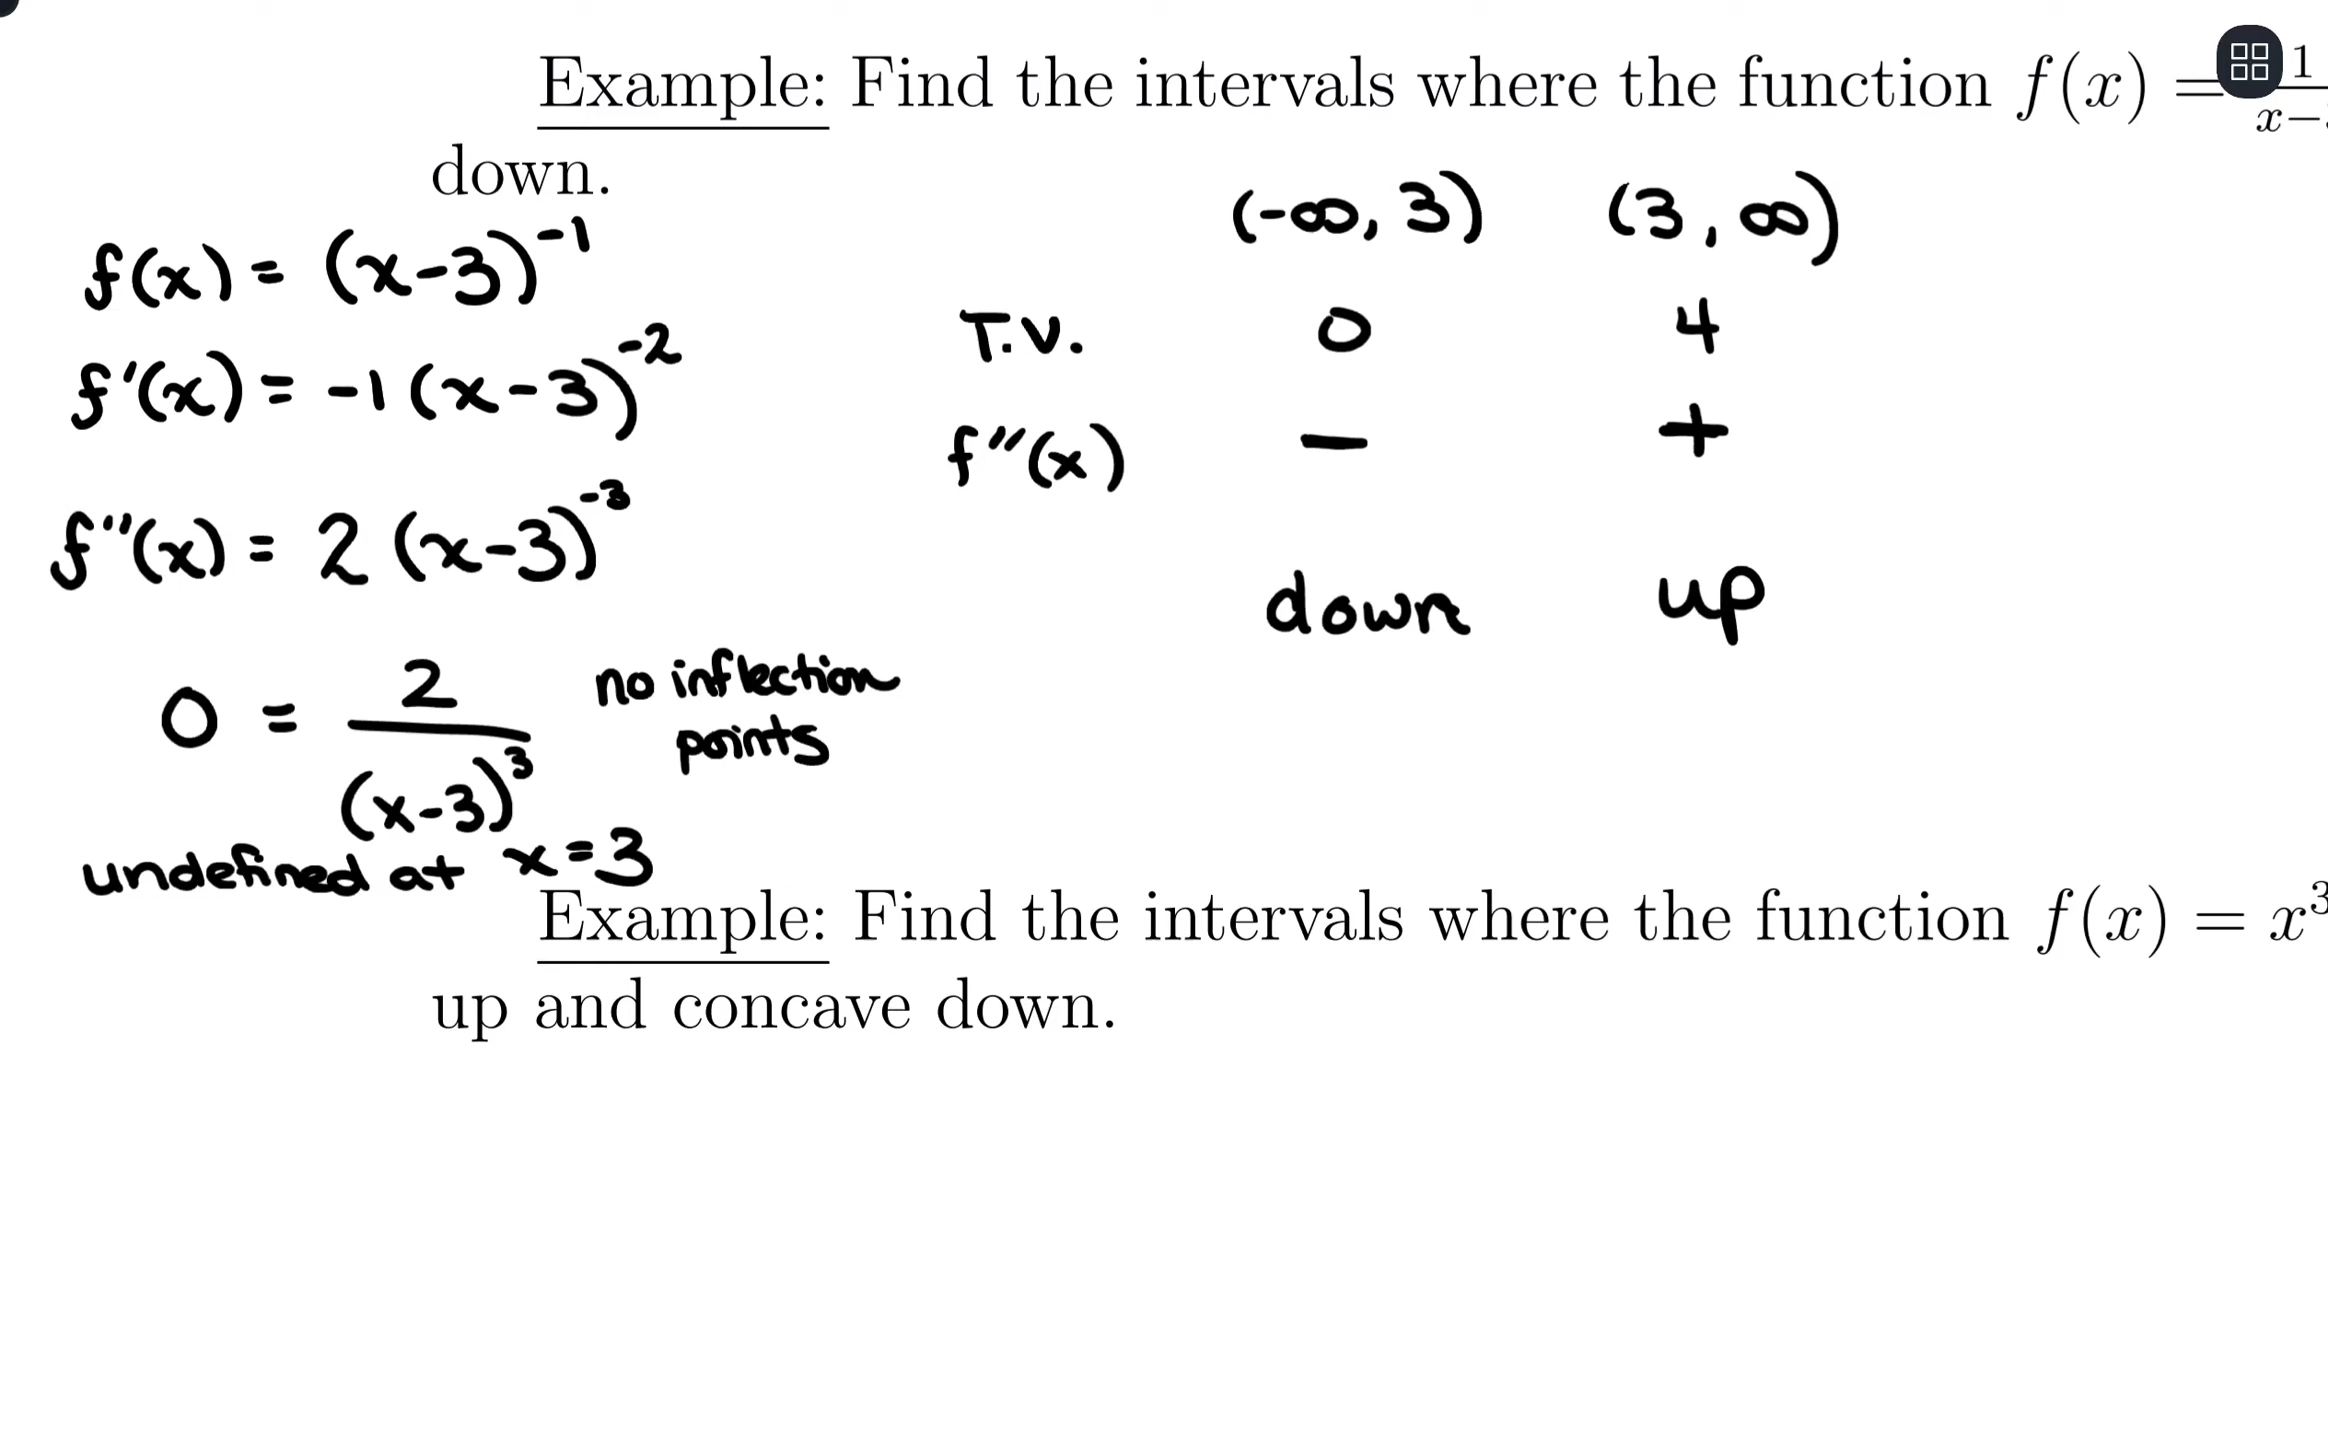 Example: Find the intervals where the function f(x) = 1/x−
down.
f(x) = (x-3)⁻¹
f'(x) = -1(x-3)⁻²
f''(x) = 2(x-3)⁻³
0 = 2/(x-3)³
no inflection
points
undefined at x=3
(-∞, 3) (3, ∞)
T.V. 0 4
f''(x) − +
down up
Example: Find the intervals where the function f(x) = x³
up and concave down.